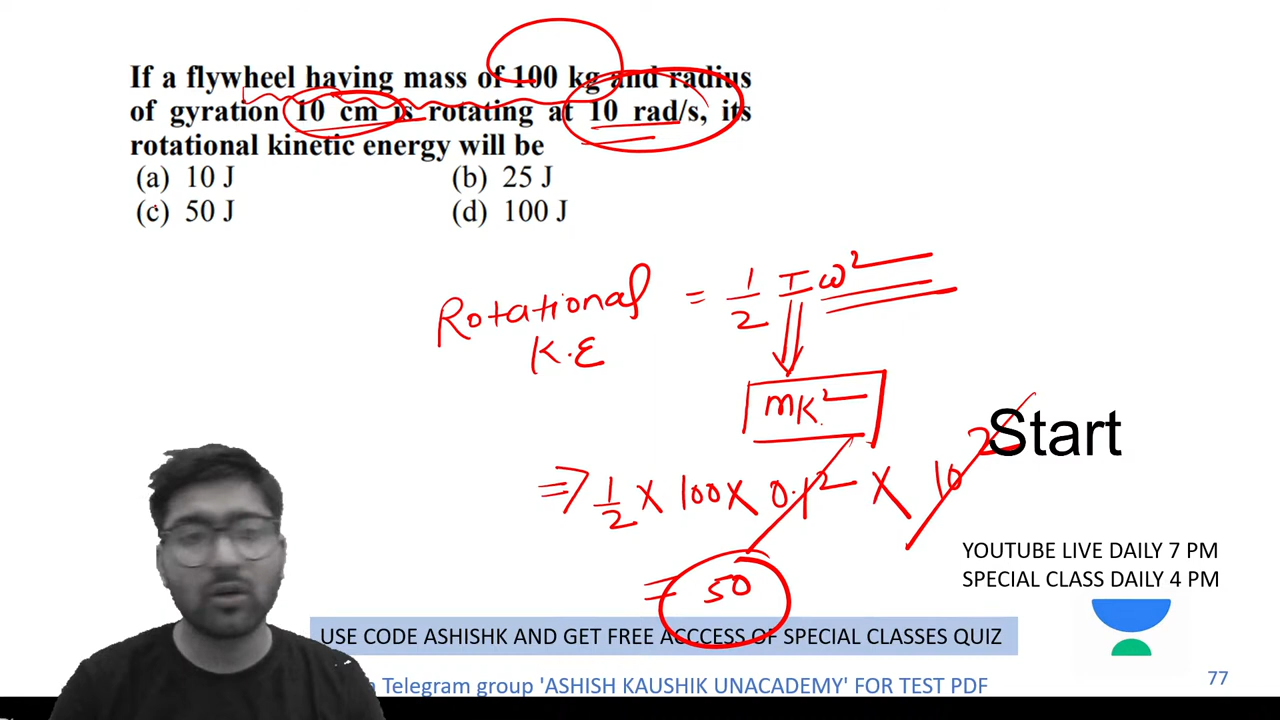 If a flywheel having mass of 100 kg and radius
of gyration 10 cm is rotating at 10 rad/s, its
rotational kinetic energy will be
(a) 10 J (b) 25 J
(c) 50 J (d) 100 J
Rotational K.E = 1/2 I ω²
mK²
⇒ 1/2 × 100 × 0.1² × 10²
= 50
Start
YOUTUBE LIVE DAILY 7 PM
SPECIAL CLASS DAILY 4 PM
USE CODE ASHISHK AND GET FREE ACCCESS OF SPECIAL CLASSES QUIZ
Telegram group 'ASHISH KAUSHIK UNACADEMY' FOR TEST PDF
77